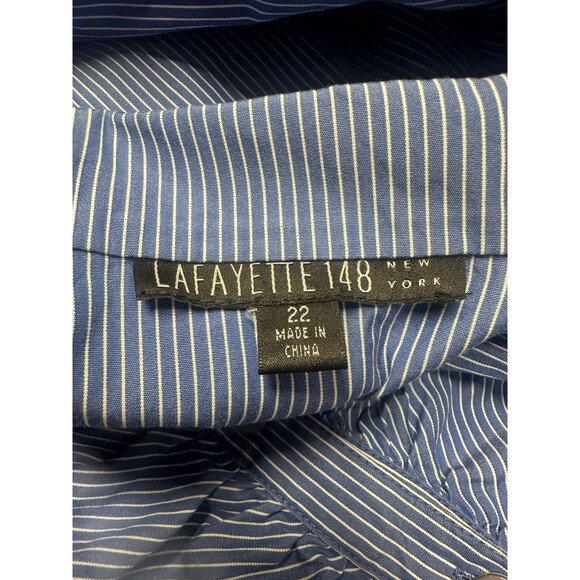 LAFAYETTE 148 NEW YORK
22
MADE IN
CHINA